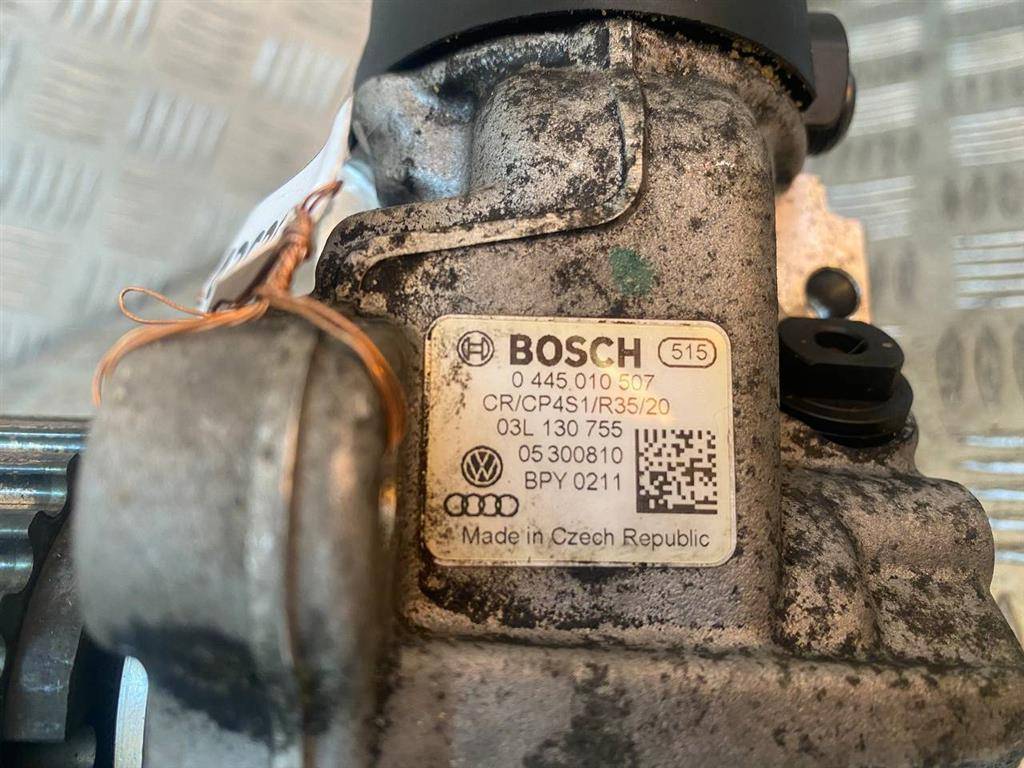 BOSCH 515
0 445 010 507
CR/CP4S1/R35/20
03L 130 755
05 300810
BPY 0211
Made in Czech Republic